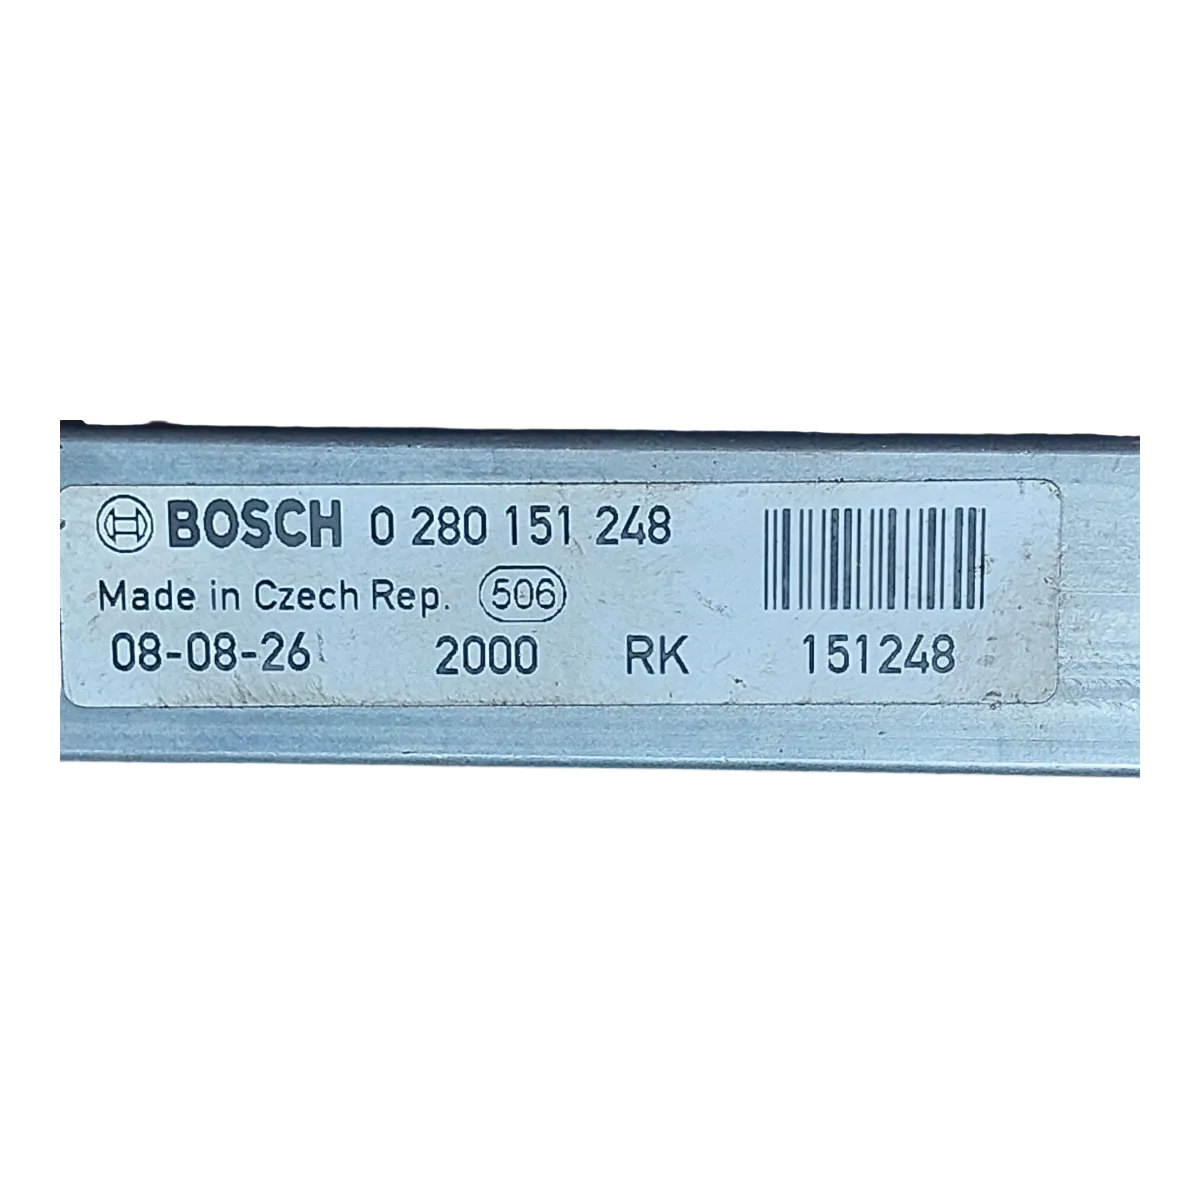 BOSCH 0 280 151 248
Made in Czech Rep. 506
08-08-26 2000 RK 151248